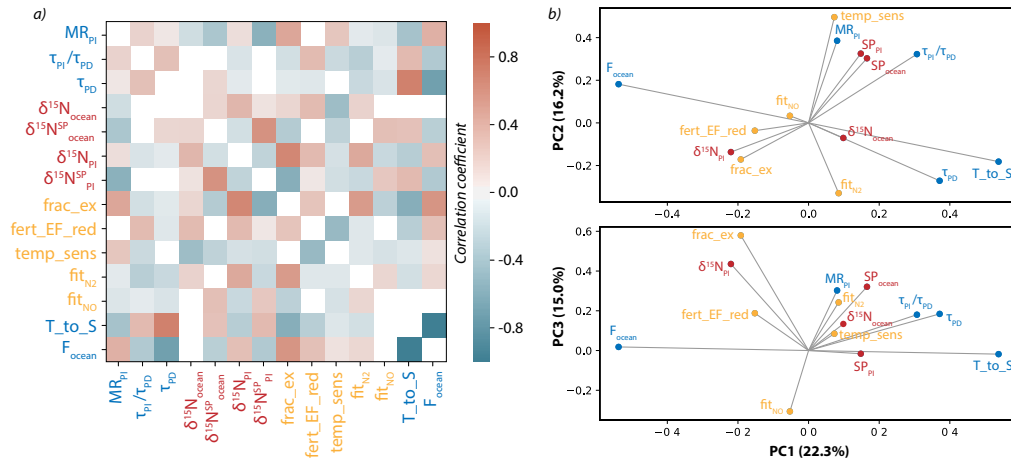 a)
MR_PI
τ_PI/τ_PD
τ_PD
δ¹⁵N_ocean
δ¹⁵N^SP_ocean
δ¹⁵N_PI
δ¹⁵N^SP_PI
frac_ex
fert_EF_red
temp_sens
fit_N2
fit_NO
T_to_S
F_ocean
MR_PI
τ_PI/τ_PD
τ_PD
δ¹⁵N_ocean
δ¹⁵N^SP_ocean
δ¹⁵N_PI
δ¹⁵N^SP_PI
frac_ex
fert_EF_red
temp_sens
fit_N2
fit_NO
T_to_S
F_ocean
0.8
0.4
0.0
-0.4
-0.8
Correlation coefficient
b)
PC2 (16.2%)
0.4
0.2
0.0
−0.2
−0.4
−0.4
−0.2
0.0
0.2
0.4
temp_sens
MR_PI
SP_PI
SP_ocean
τ_PI/τ_PD
F_ocean
fit_NO
fert_EF_red
δ¹⁵N_ocean
δ¹⁵N_PI
frac_ex
T_to_S
τ_PD
fit_N2
PC3 (15.0%)
0.6
0.4
0.2
0.0
−0.2
−0.4
−0.4
−0.2
0.0
0.2
0.4
frac_ex
δ¹⁵N_PI
MR_PI
SP_ocean
fit_N2
τ_PI/τ_PD
fert_EF_red
δ¹⁵N_ocean
τ_PD
temp_sens
F_ocean
SP_PI
T_to_S
fit_NO
PC1 (22.3%)